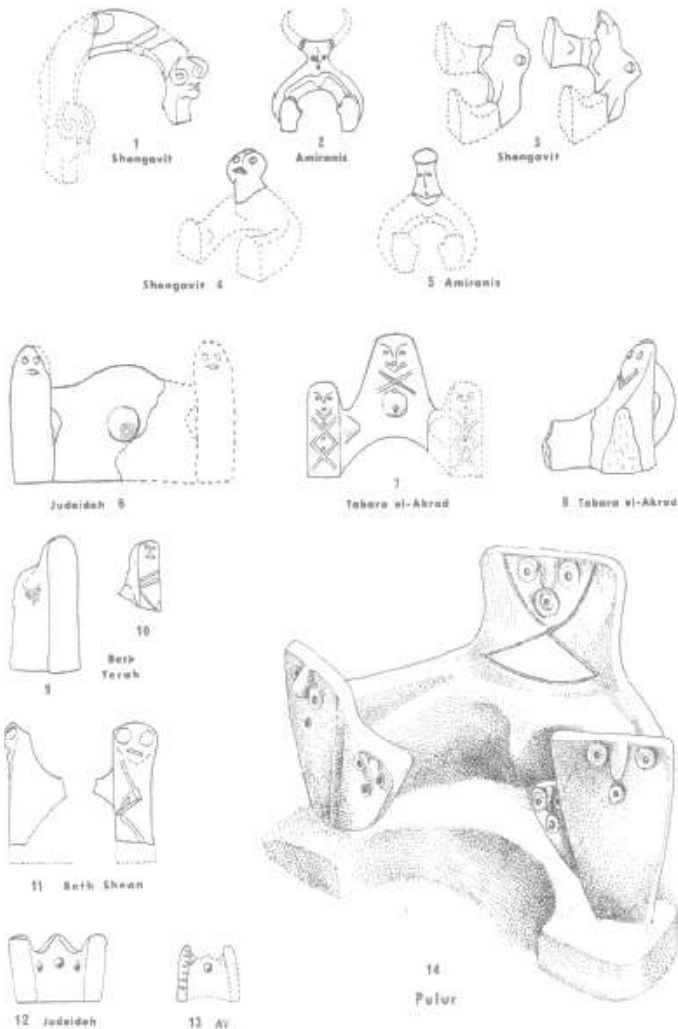 1
Shengavit
2
Amiranis
3
Shengavit
Shengavit 4
5 Amiranis
Judeideh 6
7
Tabara el-Akrad
8 Tabara el-Akrad
9
10
Beth
Yerah
11 Beth Shean
12 Judeideh
13 Ai
14
Pulur